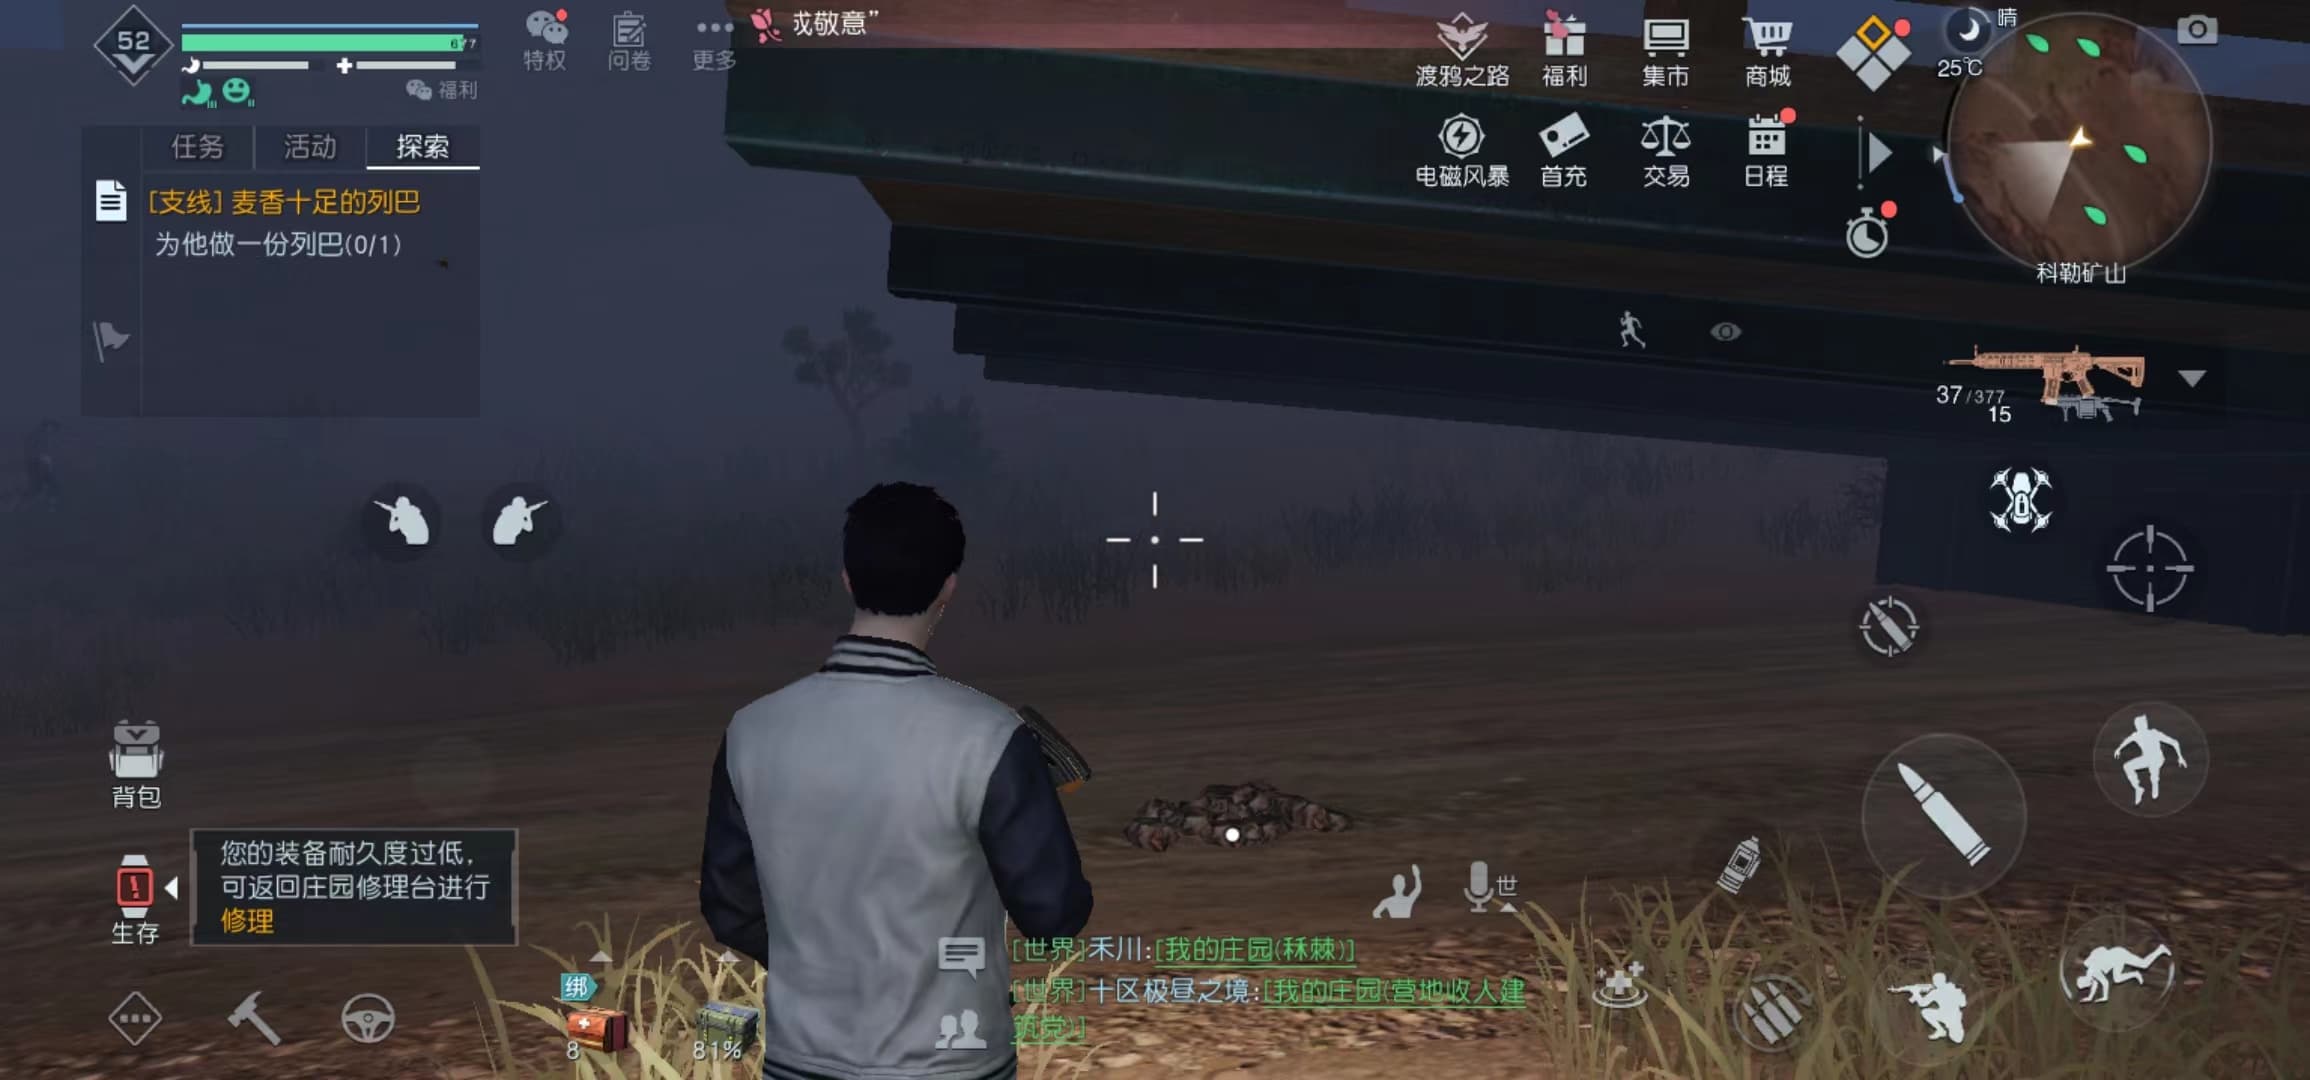 52
677
特权
问卷
更多
戎敬意”
福利
渡鸦之路
福利
集市
商城
晴
25℃
任务
活动
探索
[支线] 麦香十足的列巴
为他做一份列巴(0/1)
电磁风暴
首充
交易
日程
科勒矿山
37/377
15
背包
您的装备耐久度过低，
可返回庄园修理台进行
修理
生存
世
[世界]禾川:[我的庄园(秝棘)]
[世界]十区极昼之境:[我的庄园(营地收人建
筑党)]
绑
8
81%